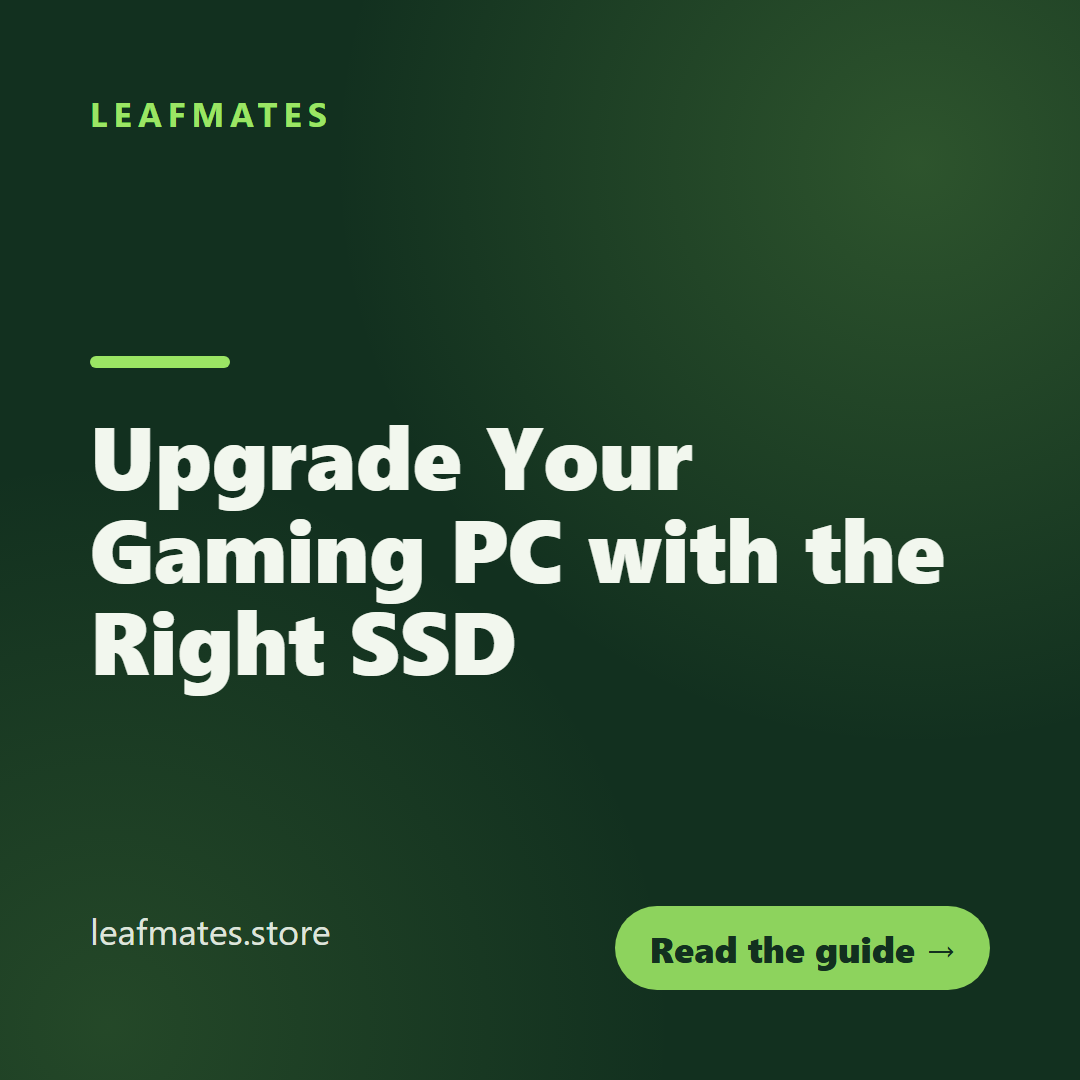 LEAFMATES
Upgrade Your
Gaming PC with the
Right SSD
leafmates.store
Read the guide →